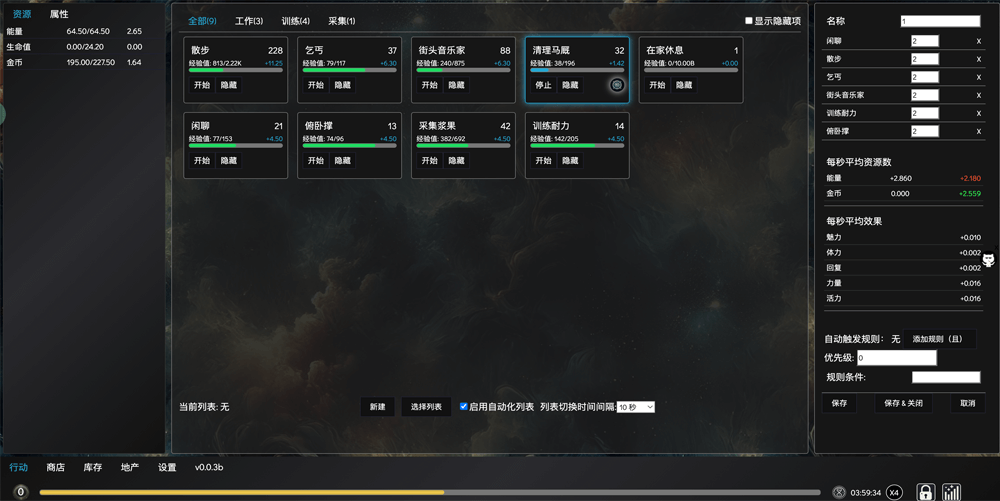 资源 属性
能量 64.50/64.50 2.65
生命值 0.00/24.20 0.00
金币 195.00/227.50 1.64
全部(9) 工作(3) 训练(4) 采集(1) 显示隐藏项
散步 228
经验值: 813/2.22K +11.25
开始 隐藏
乞丐 37
经验值: 79/117 +6.30
开始 隐藏
街头音乐家 88
经验值: 240/875 +6.30
开始 隐藏
清理马厩 32
经验值: 38/196 +1.42
停止 隐藏
在家休息 1
经验值: 0/10.00B +0.00
开始 隐藏
闲聊 21
经验值: 77/153 +4.50
开始 隐藏
俯卧撑 13
经验值: 74/96 +4.50
开始 隐藏
采集浆果 42
经验值: 382/692 +4.50
开始 隐藏
训练耐力 14
经验值: 142/205 +4.50
开始 隐藏
当前列表: 无 新建 选择列表 启用自动化列表 列表切换时间间隔: 10 秒
名称 1
闲聊 2 X
散步 2 X
乞丐 2 X
街头音乐家 2 X
训练耐力 2 X
俯卧撑 2 X
每秒平均资源数
能量 +2.860 +2.180
金币 0.000 +2.559
每秒平均效果
魅力 +0.010
体力 +0.002
回复 +0.002
力量 +0.016
活力 +0.016
自动触发规则: 无 添加规则（且）
优先级: 0
规则条件:
保存 保存 & 关闭 取消
行动 商店 库存 地产 设置 v0.0.3b
0 03:59:34 X4